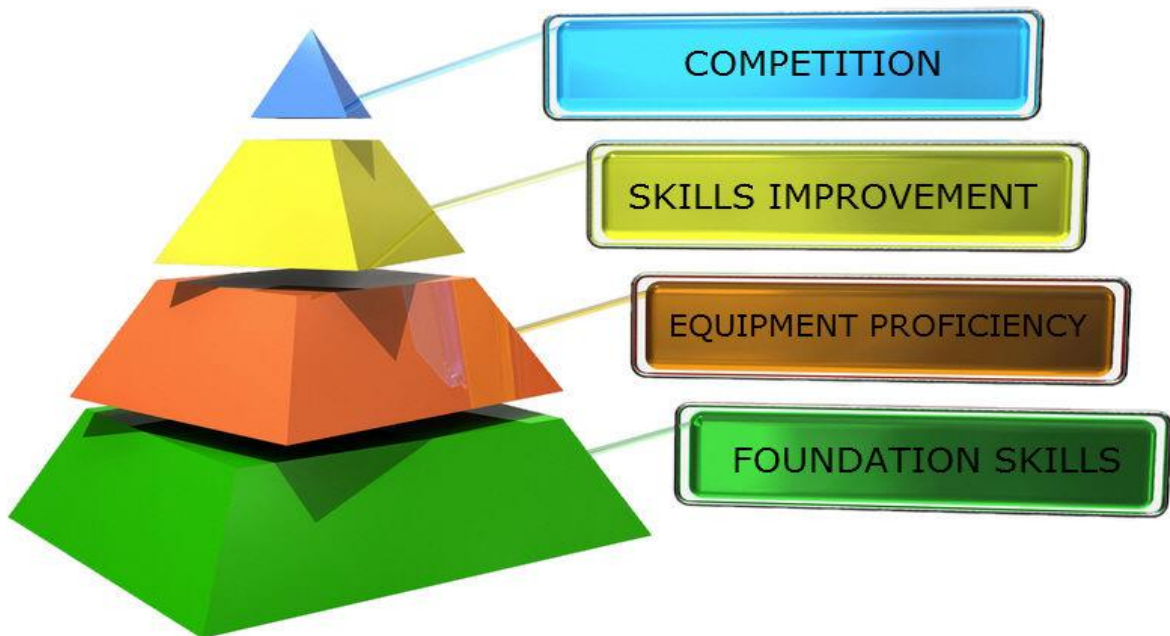 COMPETITION
SKILLS IMPROVEMENT
EQUIPMENT PROFICIENCY
FOUNDATION SKILLS